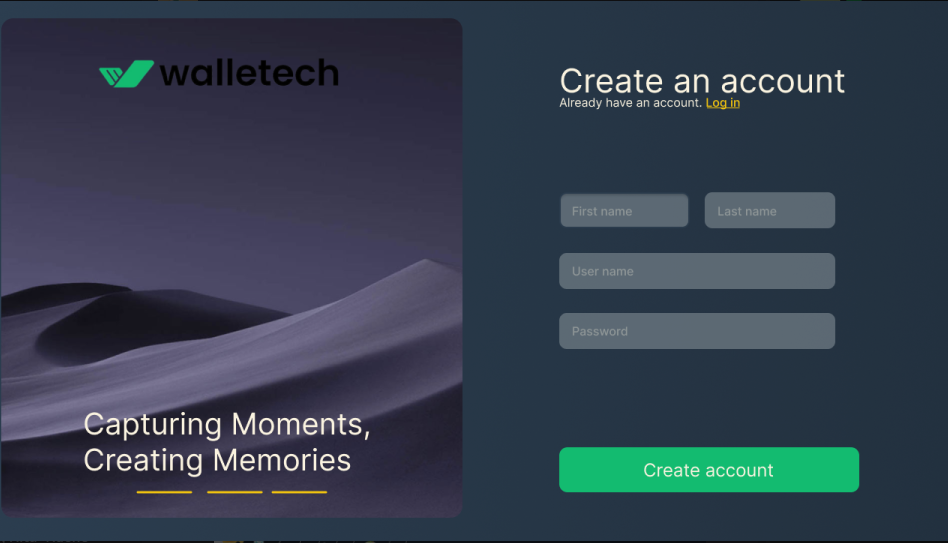 walletech
Capturing Moments,
Creating Memories
Create an account
Already have an account. Log in
First name
Last name
User name
Password
Create account